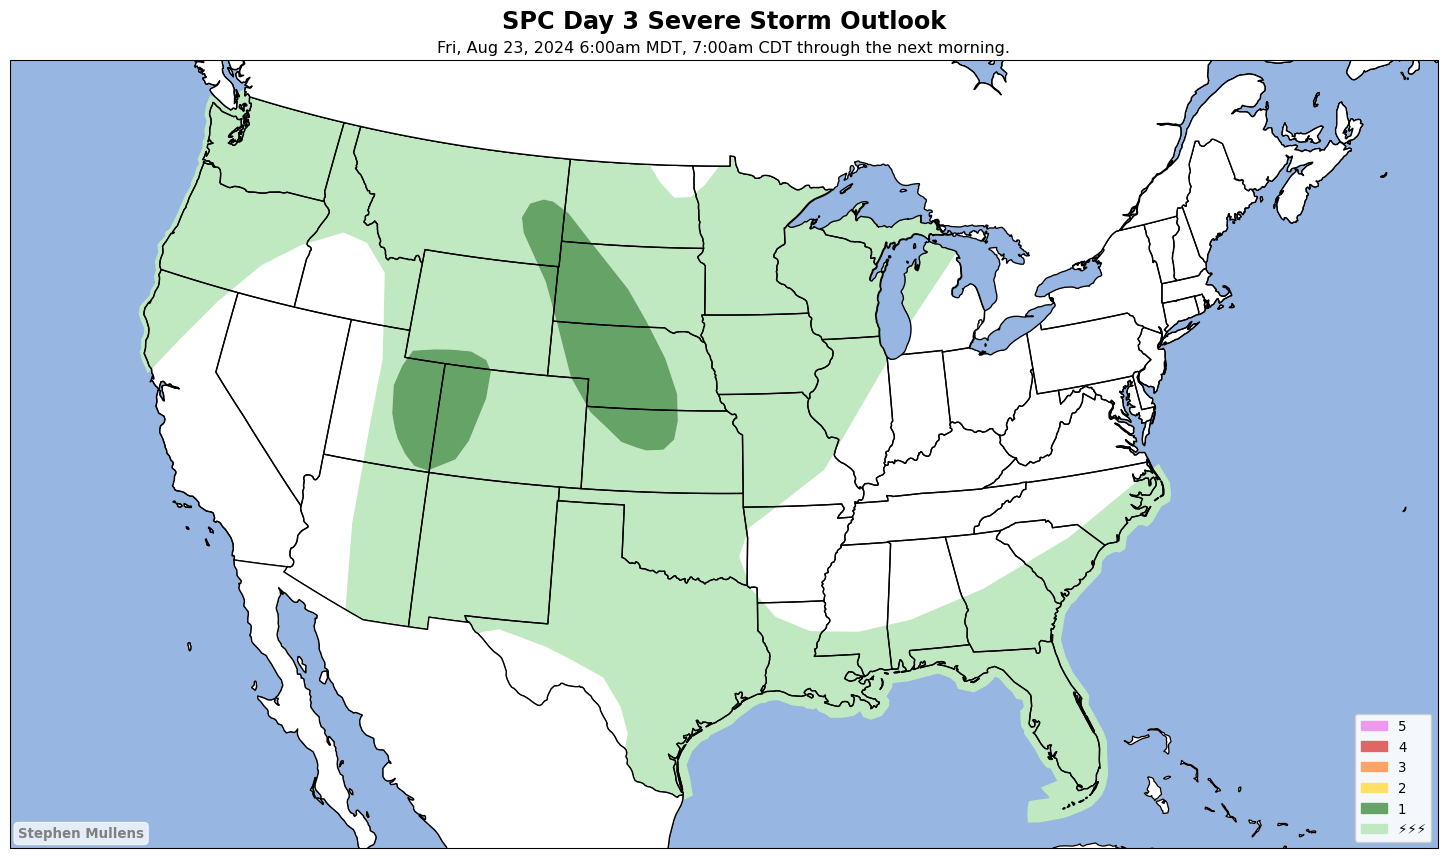 SPC Day 3 Severe Storm Outlook
Fri, Aug 23, 2024 6:00am MDT, 7:00am CDT through the next morning.
5
4
3
2
1
⚡⚡⚡
Stephen Mullens